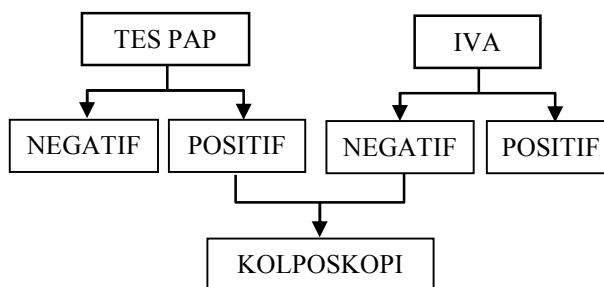 TES PAP
IVA
NEGATIF
POSITIF
NEGATIF
POSITIF
KOLPOSKOPI